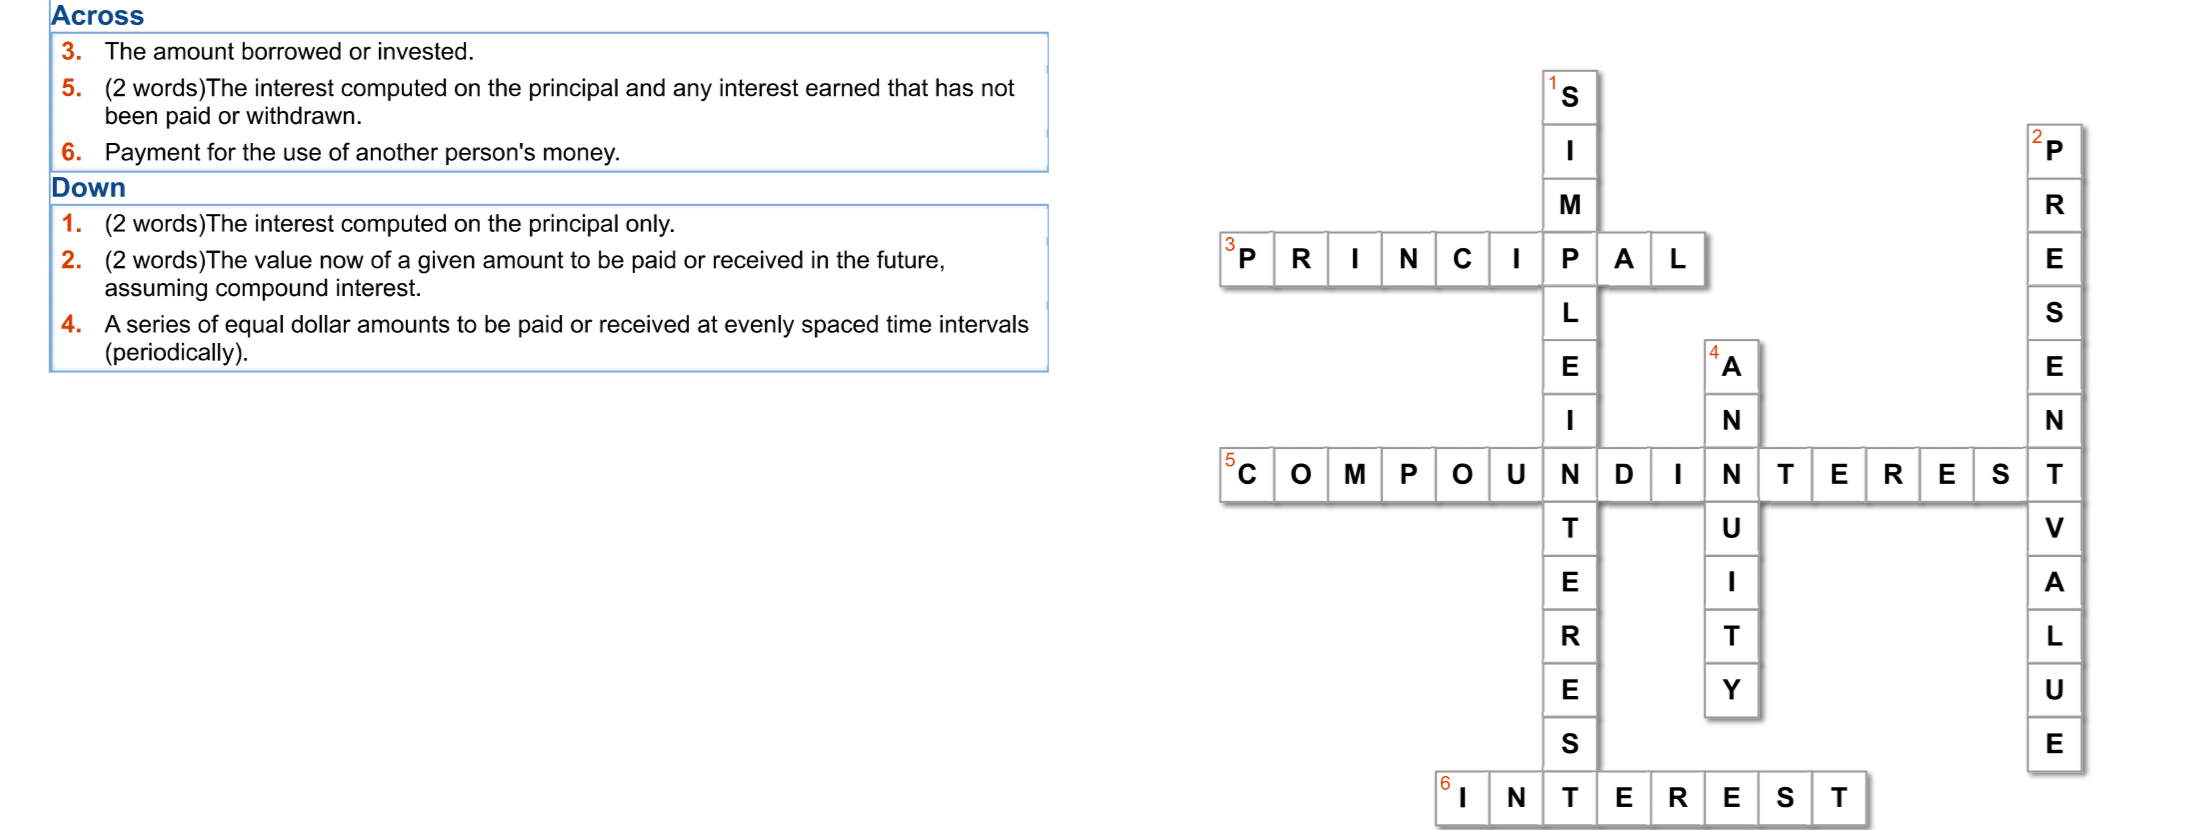 Across
3. The amount borrowed or invested.
5. (2 words)The interest computed on the principal and any interest earned that has not
been paid or withdrawn.
6. Payment for the use of another person's money.
Down
1. (2 words)The interest computed on the principal only.
2. (2 words)The value now of a given amount to be paid or received in the future,
assuming compound interest.
4. A series of equal dollar amounts to be paid or received at evenly spaced time intervals
(periodically).
1 S
I 2 P
M R
3 P R I N C I P A L E
L S
E 4 A E
I N N
5 C O M P O U N D I N T E R E S T
T U V
E I A
R T L
E Y U
S E
6 I N T E R E S T